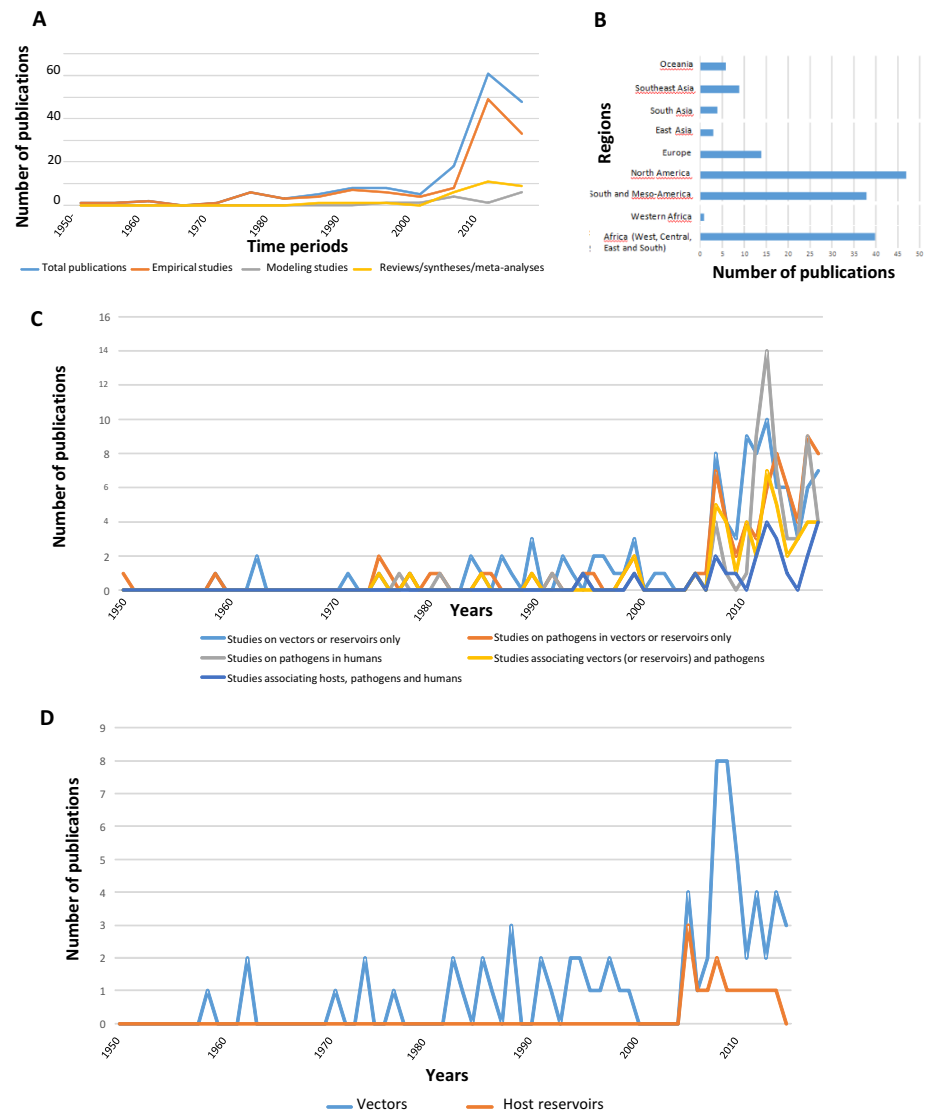 A
Number of publications
60
40
20
0
1950-
1960
1970
1980
1990
2000
2010
Time periods
Total publications
Empirical studies
Modeling studies
Reviews/syntheses/meta-analyses
B
Regions
Oceania
Southeast Asia
South Asia
East Asia
Europe
North America
South and Meso-America
Western Africa
Africa (West, Central,
East and South)
0 5 10 15 20 25 30 35 40 45 50
Number of publications
C
Number of publications
16
14
12
10
8
6
4
2
0
1950
1960
1970
1980
1990
2000
2010
Years
Studies on vectors or reservoirs only
Studies on pathogens in vectors or reservoirs only
Studies on pathogens in humans
Studies associating vectors (or reservoirs) and pathogens
Studies associating hosts, pathogens and humans
D
Number of publications
9
8
7
6
5
4
3
2
1
0
1950
1960
1970
1980
1990
2000
2010
Years
Vectors
Host reservoirs